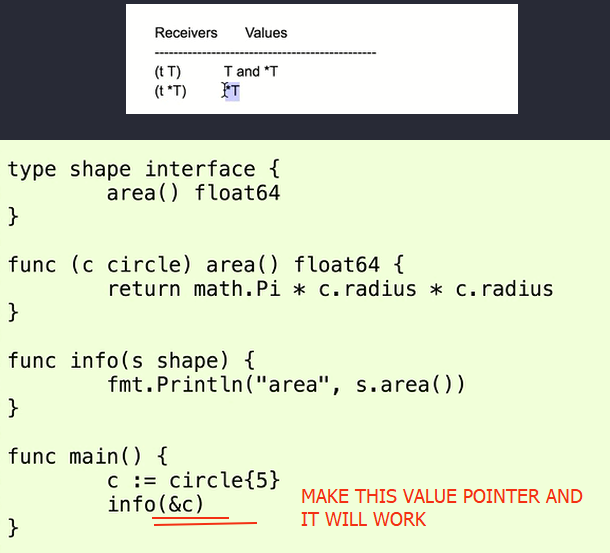 Receivers Values
-----------------------------------------------
(t T) T and *T
(t *T) *T
type shape interface {
area() float64
}
func (c circle) area() float64 {
return math.Pi * c.radius * c.radius
}
func info(s shape) {
fmt.Println("area", s.area())
}
func main() {
c := circle{5}
info(&c)
}
MAKE THIS VALUE POINTER AND
IT WILL WORK